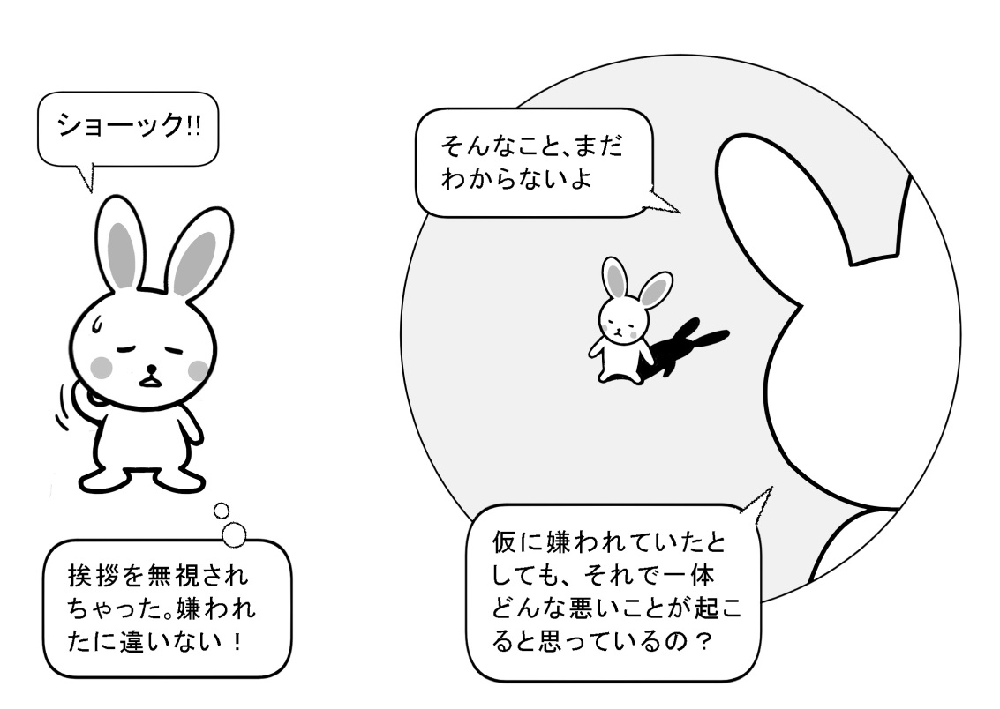 ショーック!!
挨拶を無視され
ちゃった。嫌われ
たに違いない！
そんなこと、まだ
わからないよ
仮に嫌われていたと
しても、それで一体
どんな悪いことが起こ
ると思っているの？